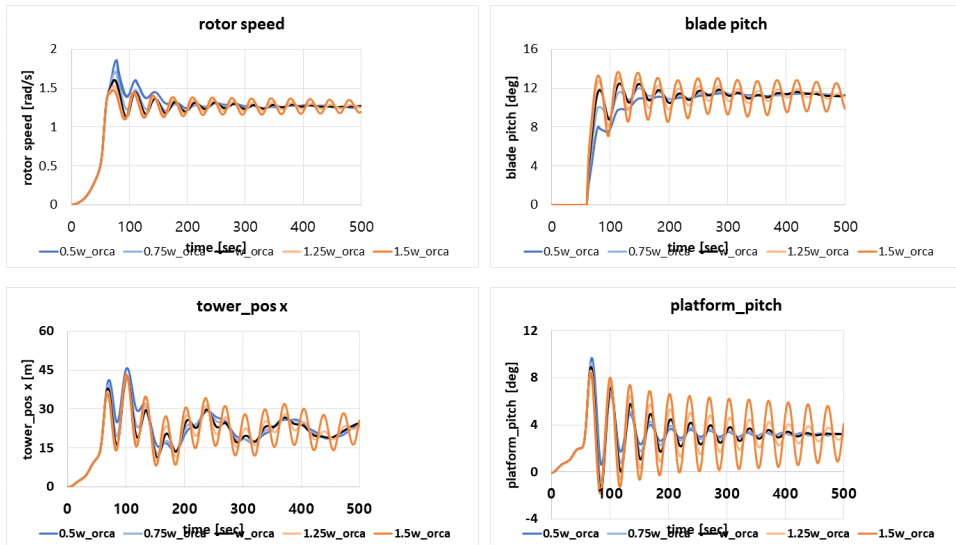 rotor speed
2
1.5
1
0.5
0
rotor speed [rad/s]
0 100 200 300 400 500
time [sec]
0.5w_orca 0.75w_orca w_orca 1.25w_orca 1.5w_orca
blade pitch
16
12
8
4
0
blade pitch [deg]
0 100 200 300 400 500
time [sec]
0.5w_orca 0.75w_orca w_orca 1.25w_orca 1.5w_orca
tower_pos x
60
45
30
15
0
tower_pos x [m]
0 100 200 300 400 500
time [sec]
0.5w_orca 0.75w_orca w_orca 1.25w_orca 1.5w_orca
platform_pitch
12
8
4
0
-4
platform_pitch [deg]
0 100 200 300 400 500
time [sec]
0.5w_orca 0.75w_orca w_orca 1.25w_orca 1.5w_orca